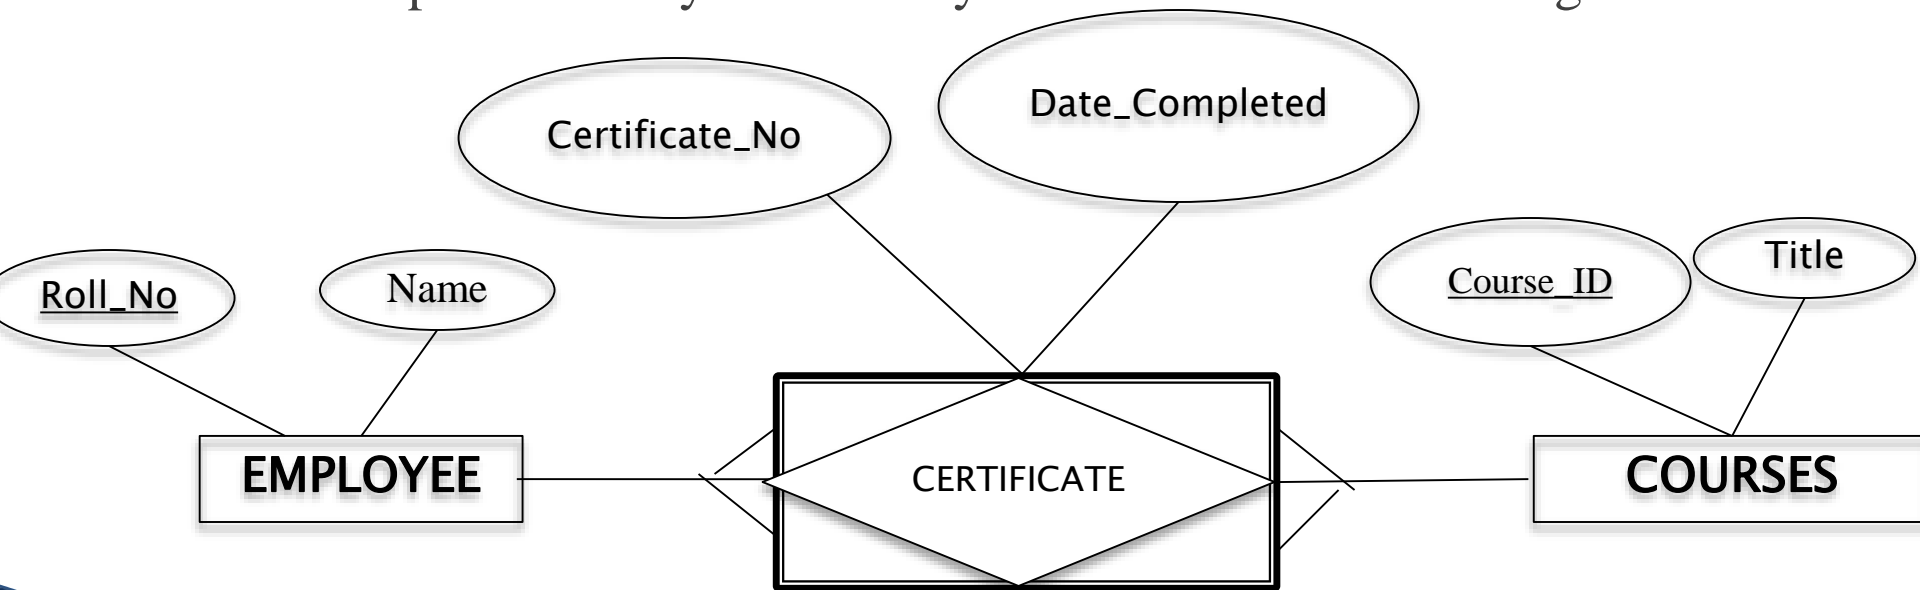 Date_Completed
Certificate_No
Roll_No
Name
Course_ID
Title
EMPLOYEE
CERTIFICATE
COURSES